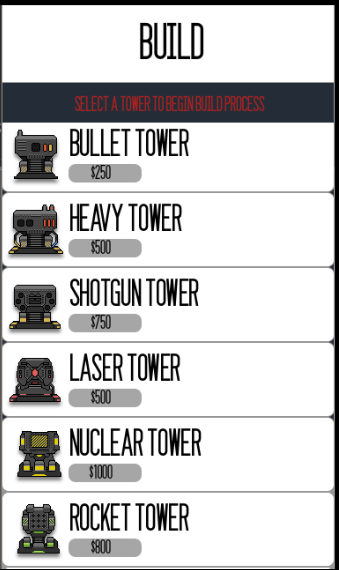 BUILD
SELECT A TOWER TO BEGIN BUILD PROCESS
BULLET TOWER
$250
HEAVY TOWER
$500
SHOTGUN TOWER
$750
LASER TOWER
$500
NUCLEAR TOWER
$1000
ROCKET TOWER
$800